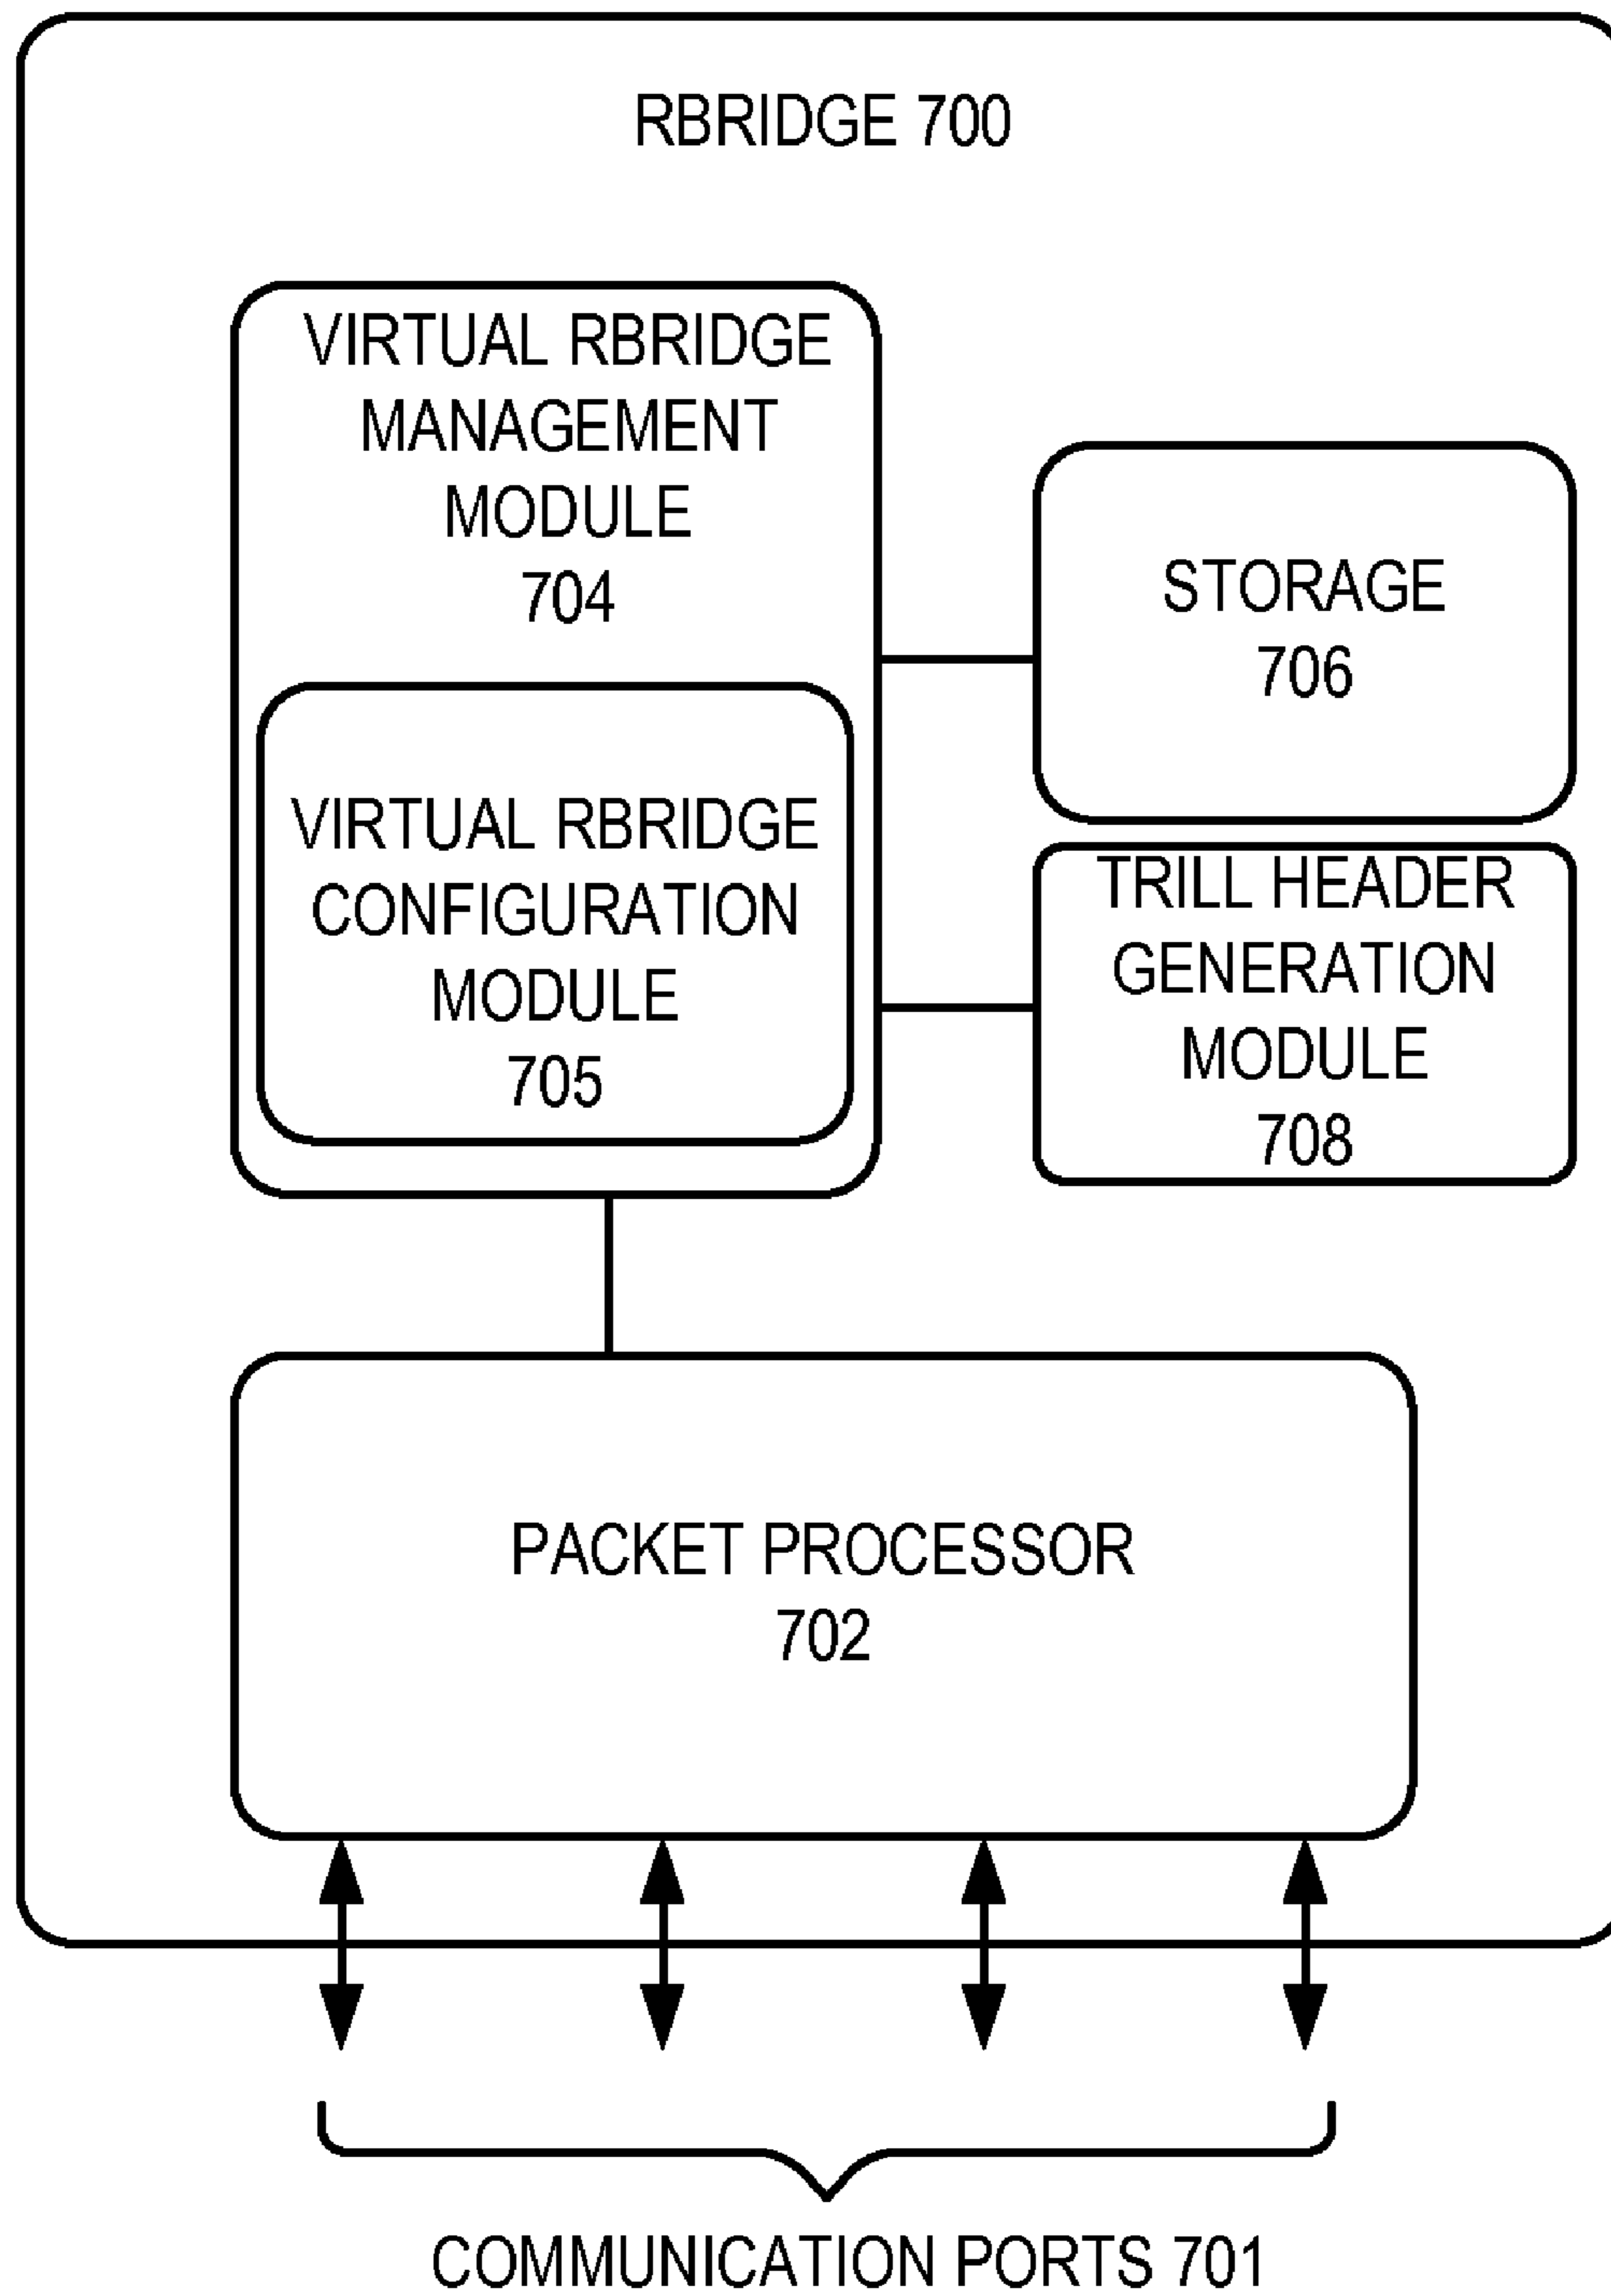 RBRIDGE 700
VIRTUAL RBRIDGE
MANAGEMENT
MODULE
704
VIRTUAL RBRIDGE
CONFIGURATION
MODULE
705
STORAGE
706
TRILL HEADER
GENERATION
MODULE
708
PACKET PROCESSOR
702
COMMUNICATION PORTS 701